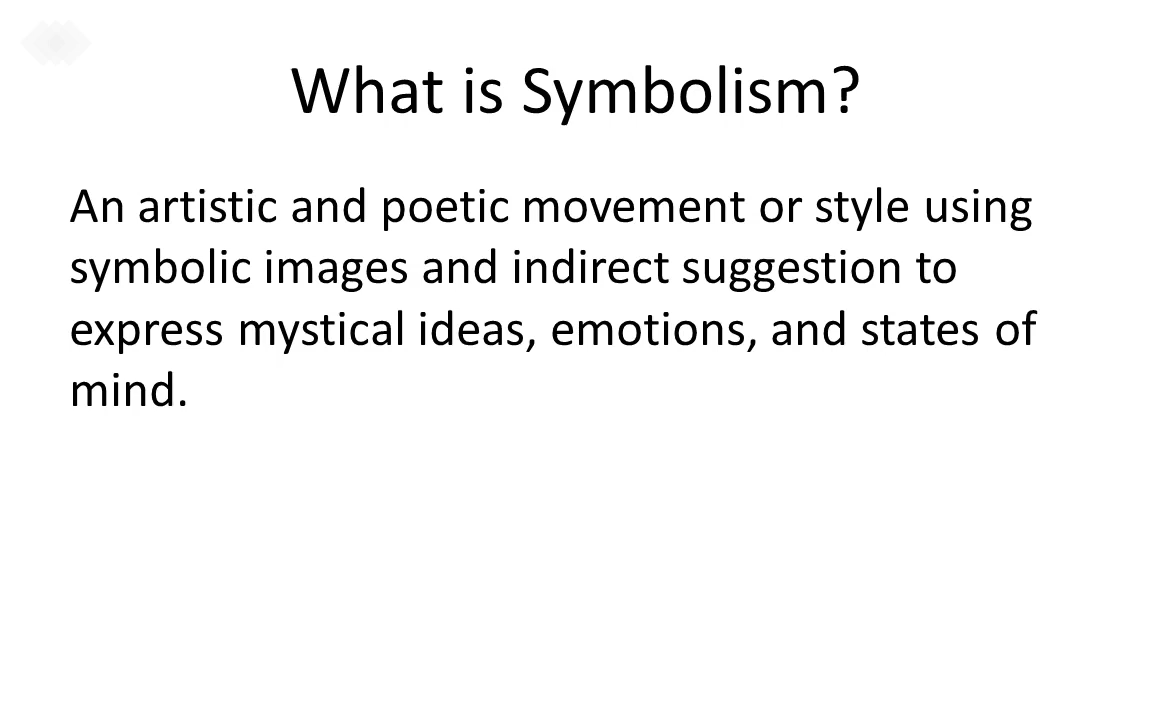 What is Symbolism?
An artistic and poetic movement or style using
symbolic images and indirect suggestion to
express mystical ideas, emotions, and states of
mind.